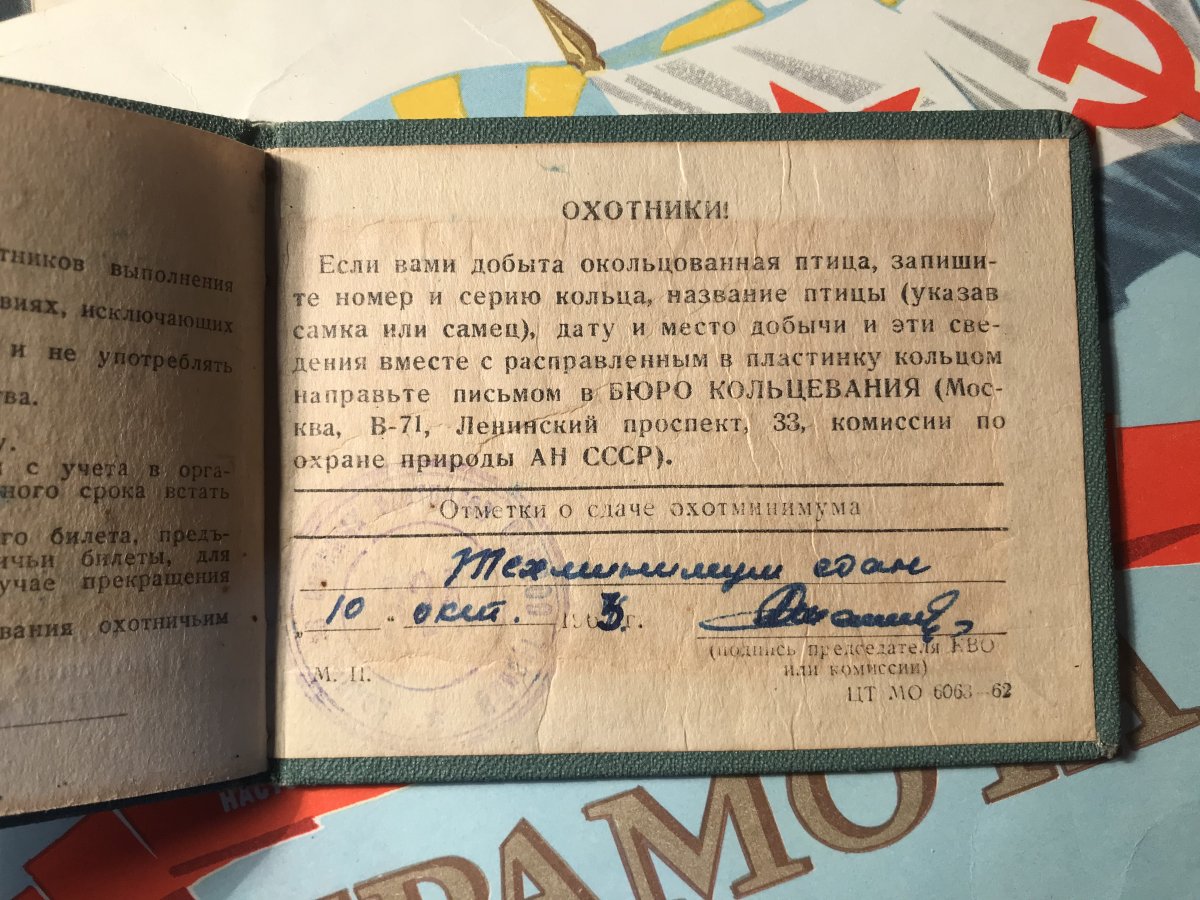 тников выполнения
виях, исключающих
и не употреблять
тва.
у.
и с учета в орга-
ного срока встать
го билета, предъ-
ичьи билеты, для
учае прекращения
вания охотничьим
ОХОТНИКИ!
Если вами добыта окольцованная птица, запиши-
те номер и серию кольца, название птицы (указав
самка или самец), дату и место добычи и эти све-
дения вместе с расправленным в пластинку кольцом
направьте письмом в БЮРО КОЛЬЦЕВАНИЯ (Мос-
ква, В-71, Ленинский проспект, 33, комиссии по
охране природы АН СССР).
Отметки о сдаче охотминимума
Техминимум сдан
„10" окт. 196 г.
(подпись председателя КВО
или комиссии)
М. П.
ЦТ МО 6063—62
НАСТ
ГРАМОТА